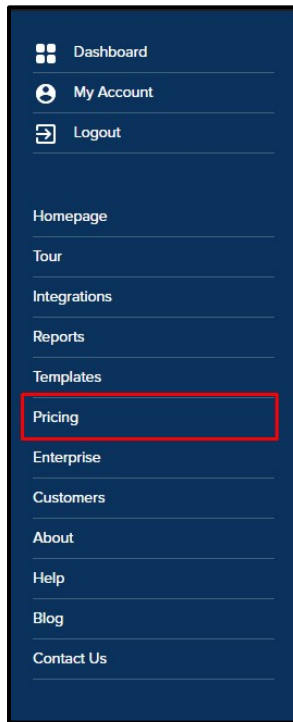 Dashboard
My Account
Logout
Homepage
Tour
Integrations
Reports
Templates
Pricing
Enterprise
Customers
About
Help
Blog
Contact Us